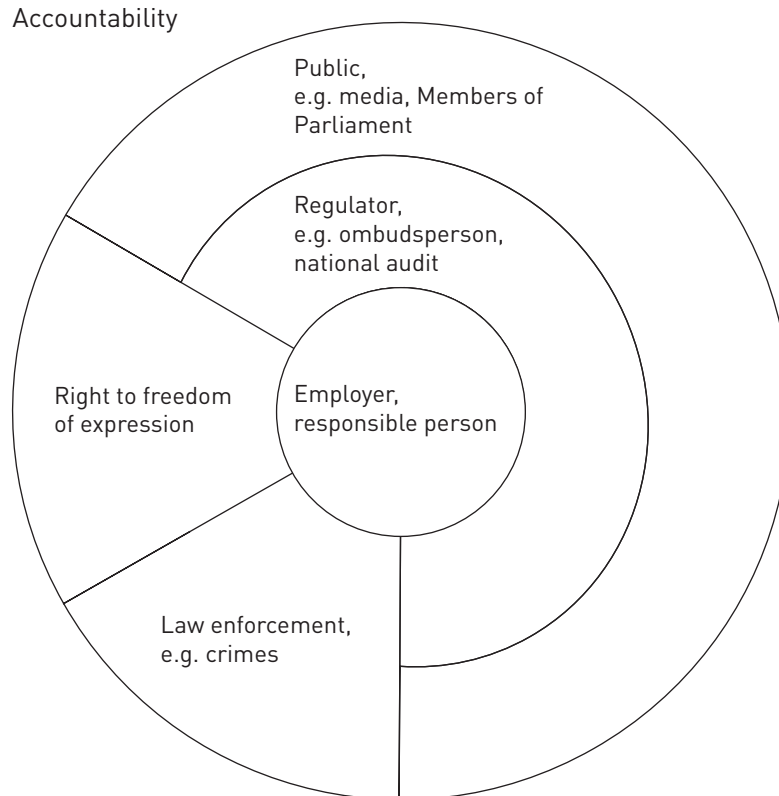 Accountability
Public,
e.g. media, Members of
Parliament
Regulator,
e.g. ombudsperson,
national audit
Employer,
responsible person
Right to freedom
of expression
Law enforcement,
e.g. crimes